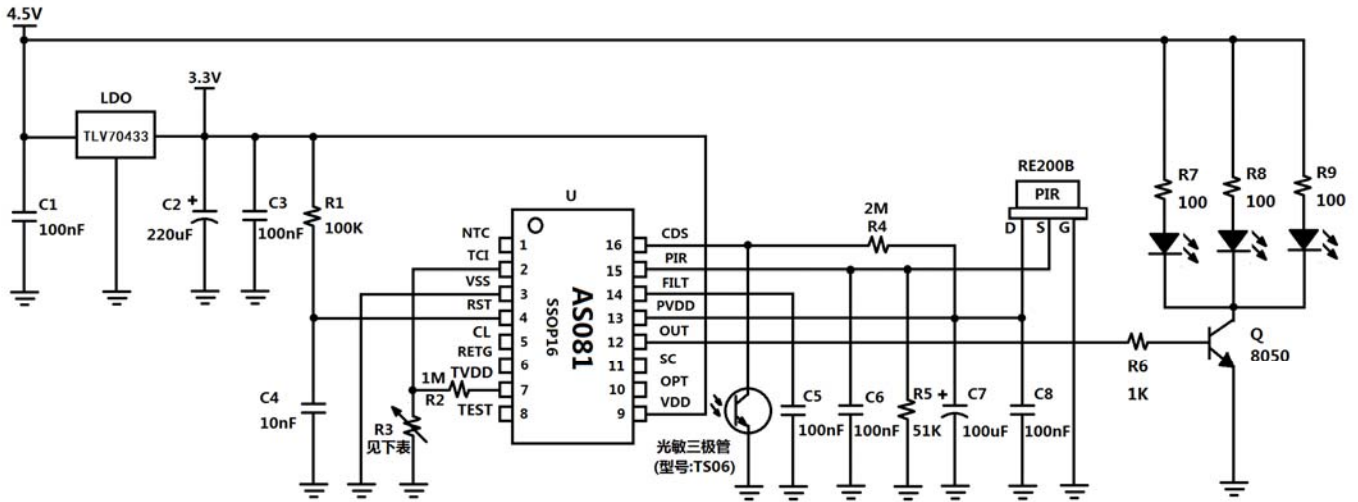 4.5V
3.3V
LDO
TLV70433
C1
100nF
C2
+
220uF
C3
100nF
R1
100K
C4
10nF
U
AS081
SSOP16
NTC
1
TCI
2
VSS
3
RST
4
CL
5
RETG
6
TVDD
7
TEST
8
16
CDS
15
PIR
14
FILT
13
PVDD
12
OUT
11
SC
10
OPT
9
VDD
1M
R2
R3
见下表
2M
R4
光敏三极管
(型号:TS06)
C5
100nF
C6
100nF
R5
51K
+
C7
100uF
C8
100nF
RE200B
PIR
D
S
G
R6
1K
R7
100
R8
100
R9
100
Q
8050